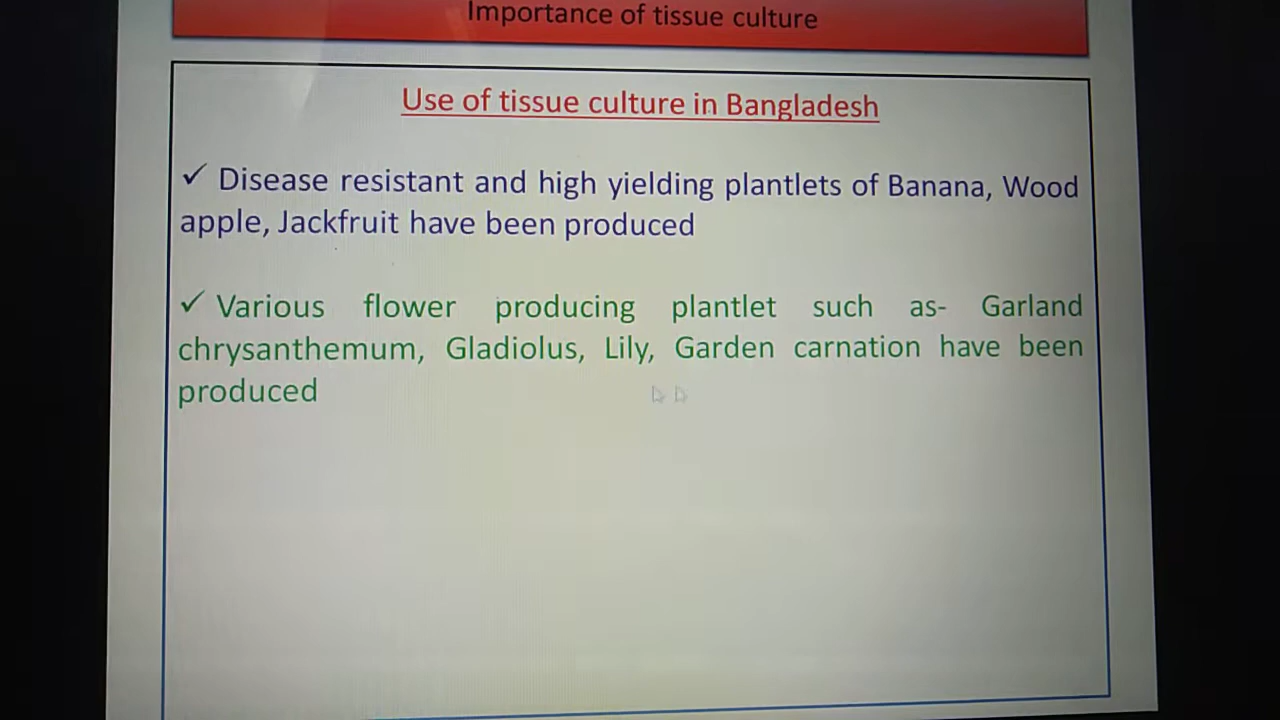 Importance of tissue culture
Use of tissue culture in Bangladesh
✓ Disease resistant and high yielding plantlets of Banana, Wood
apple, Jackfruit have been produced
✓ Various flower producing plantlet such as- Garland
chrysanthemum, Gladiolus, Lily, Garden carnation have been
produced